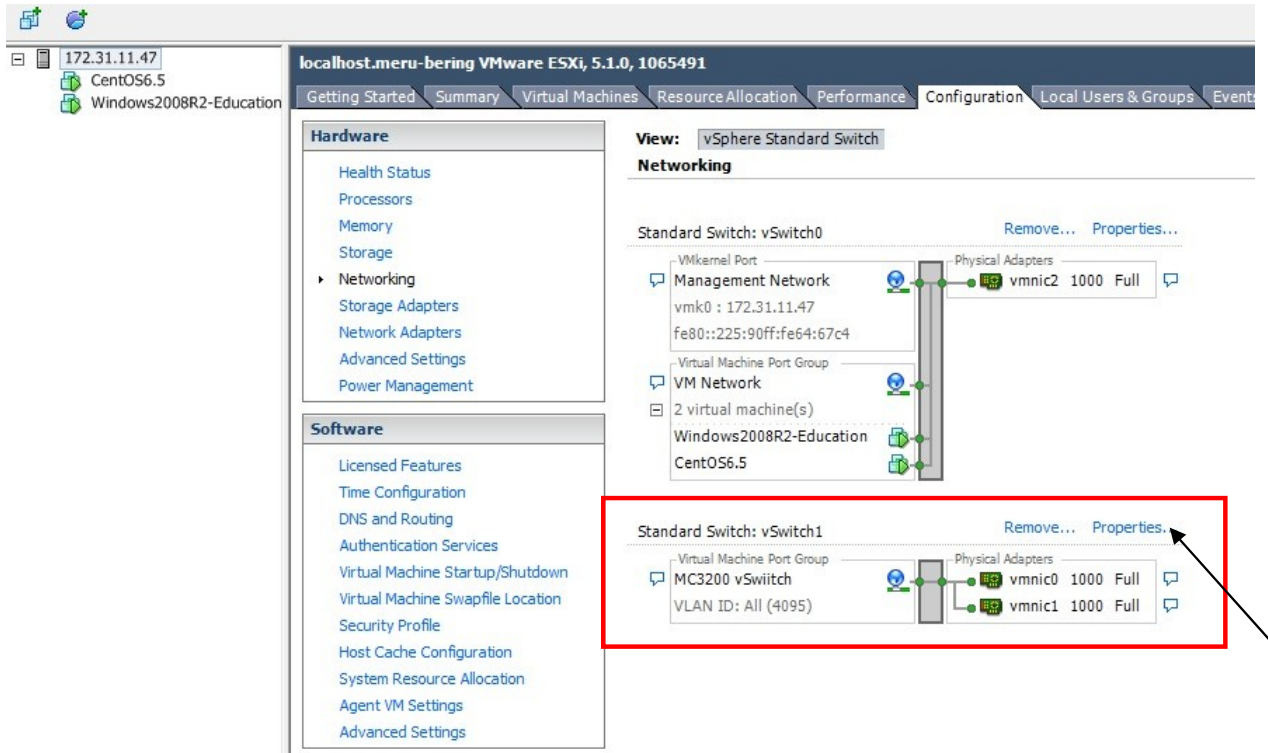 172.31.11.47
CentOS6.5
Windows2008R2-Education
localhost.meru-bering VMware ESXi, 5.1.0, 1065491
Getting Started Summary Virtual Machines Resource Allocation Performance Configuration Local Users & Groups Events
Hardware
Health Status
Processors
Memory
Storage
Networking
Storage Adapters
Network Adapters
Advanced Settings
Power Management
Software
Licensed Features
Time Configuration
DNS and Routing
Authentication Services
Virtual Machine Startup/Shutdown
Virtual Machine Swapfile Location
Security Profile
Host Cache Configuration
System Resource Allocation
Agent VM Settings
Advanced Settings
View: vSphere Standard Switch
Networking
Standard Switch: vSwitch0 Remove... Properties...
VMkernel Port Physical Adapters
Management Network vmnic2 1000 Full
vmk0 : 172.31.11.47
fe80::225:90ff:fe64:67c4
Virtual Machine Port Group
VM Network
2 virtual machine(s)
Windows2008R2-Education
CentOS6.5
Standard Switch: vSwitch1 Remove... Properties...
Virtual Machine Port Group Physical Adapters
MC3200 vSwiitch vmnic0 1000 Full
VLAN ID: All (4095) vmnic1 1000 Full